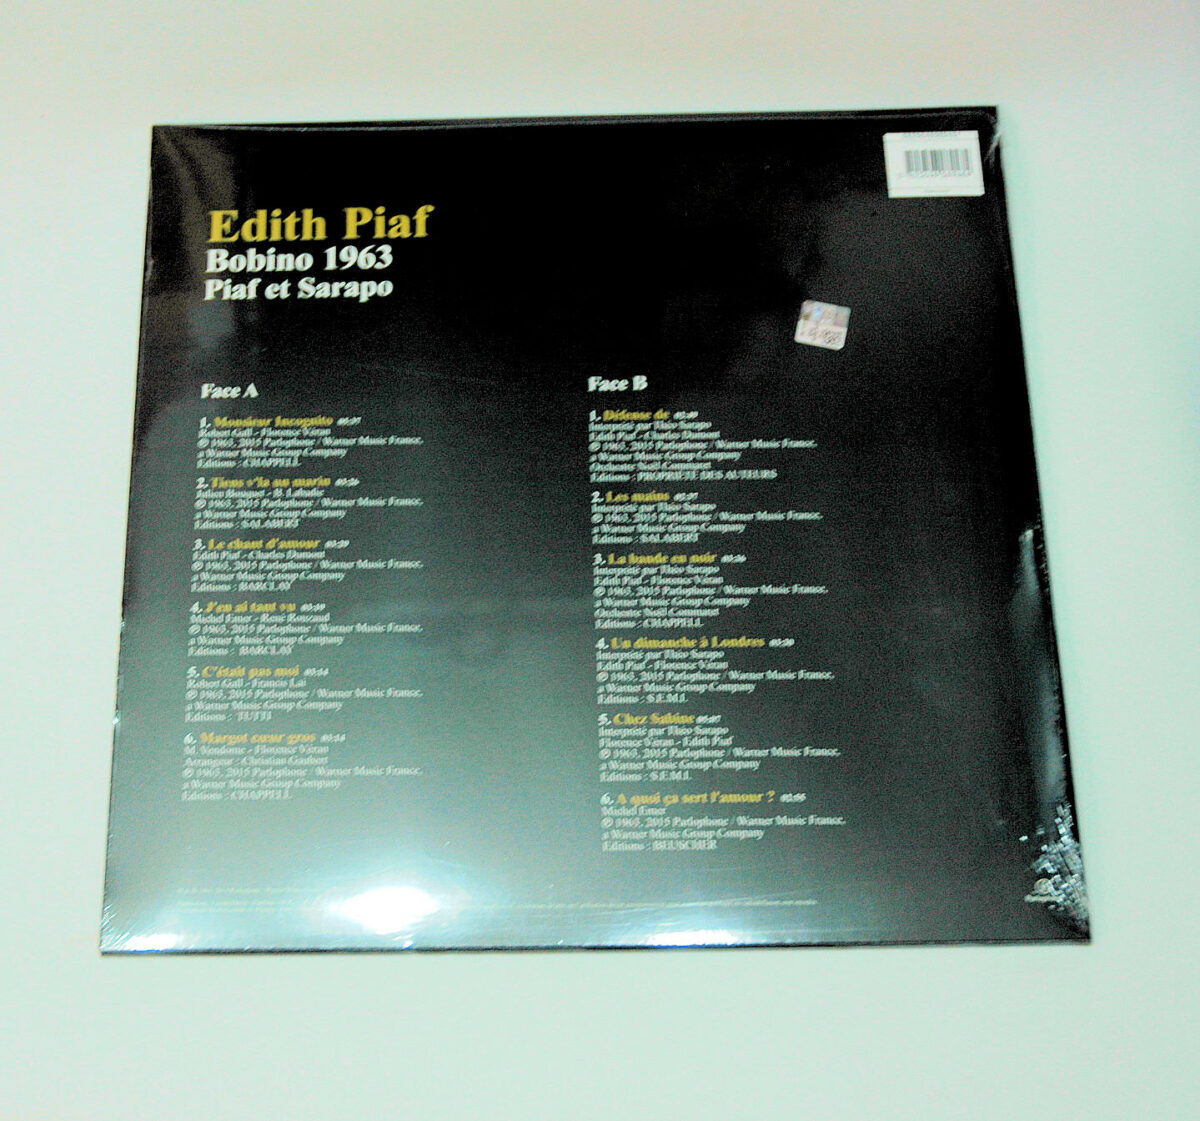 Edith Piaf
Bobino 1963
Piaf et Sarapo
Face A
1. Monsieur Incognito
Robert Gall - Florence Véran
℗ 1963, 2015 Parlophone / Warner Music France,
a Warner Music Group Company
Editions : CHAPPELL
2. Tiens v'la un marin
Julien Bouquet - B. Labadie
℗ 1963, 2015 Parlophone / Warner Music France,
a Warner Music Group Company
Editions : SALABERT
3. Le chant d'amour
Edith Piaf - Charles Dumont
℗ 1963, 2015 Parlophone / Warner Music France,
a Warner Music Group Company
Editions : BARCLAY
4. J'en ai tant vu
Michel Emer - René Rouzaud
℗ 1963, 2015 Parlophone / Warner Music France,
a Warner Music Group Company
Editions : BARCLAY
5. C'était pas moi
Robert Gall - Francis Lai
℗ 1963, 2015 Parlophone / Warner Music France,
a Warner Music Group Company
Editions : TUTTI
6. Margot cœur gros
M. Vendome - Florence Véran
Arrangeur : Christian Gaubert
℗ 1963, 2015 Parlophone / Warner Music France,
a Warner Music Group Company
Editions : CHAPPELL
Face B
1. Défense de
Interprété par Théo Sarapo
Edith Piaf - Charles Dumont
℗ 1963, 2015 Parlophone / Warner Music France,
a Warner Music Group Company
Orchestre Noël Commaret
Editions : PROPRIETE DES AUTEURS
2. Les mains
Interprété par Théo Sarapo
℗ 1963, 2015 Parlophone / Warner Music France,
a Warner Music Group Company
Editions : SALABERT
3. La bande en noir
Interprété par Théo Sarapo
Edith Piaf - Florence Véran
℗ 1963, 2015 Parlophone / Warner Music France,
a Warner Music Group Company
Orchestre Noël Commaret
Editions : CHAPPELL
4. Un dimanche à Londres
Interprété par Théo Sarapo
Edith Piaf - Florence Véran
℗ 1963, 2015 Parlophone / Warner Music France,
a Warner Music Group Company
Editions : S.E.M.I.
5. Chez Sabine
Interprété par Théo Sarapo
Florence Véran - Edith Piaf
℗ 1963, 2015 Parlophone / Warner Music France,
a Warner Music Group Company
Editions : S.E.M.I.
6. A quoi ça sert l'amour ?
Michel Emer
℗ 1963, 2015 Parlophone / Warner Music France,
a Warner Music Group Company
Editions : BEUSCHER